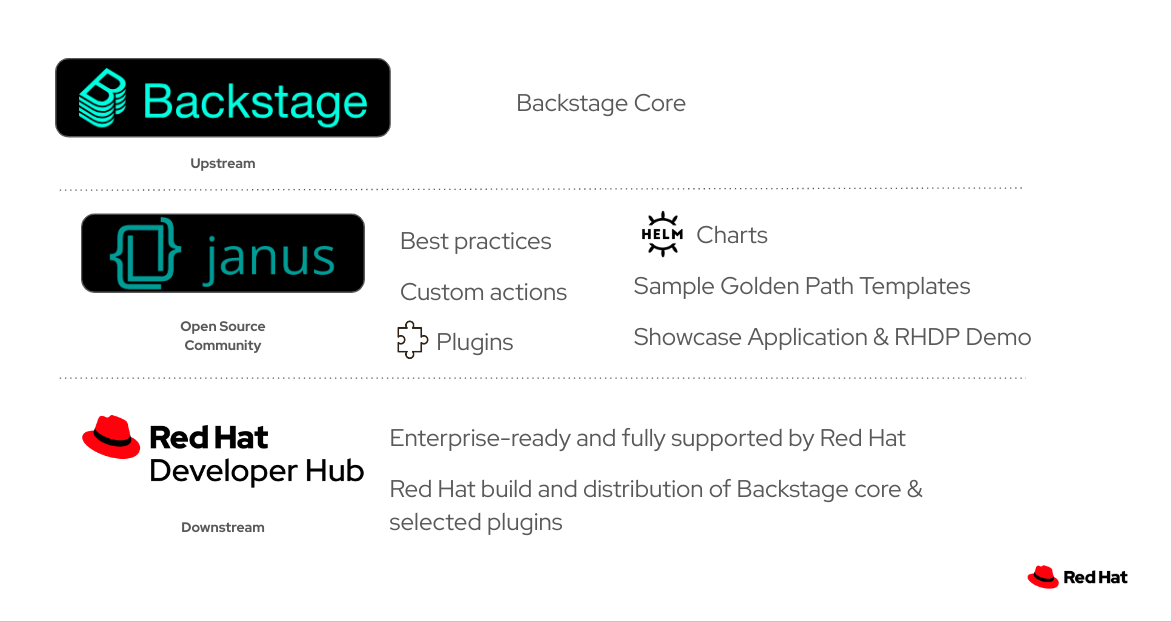 Backstage
Backstage Core
Upstream
janus
Best practices
HELM Charts
Custom actions
Sample Golden Path Templates
Open Source
Community
Plugins
Showcase Application & RHDP Demo
Red Hat
Developer Hub
Enterprise-ready and fully supported by Red Hat
Red Hat build and distribution of Backstage core &
selected plugins
Downstream
Red Hat